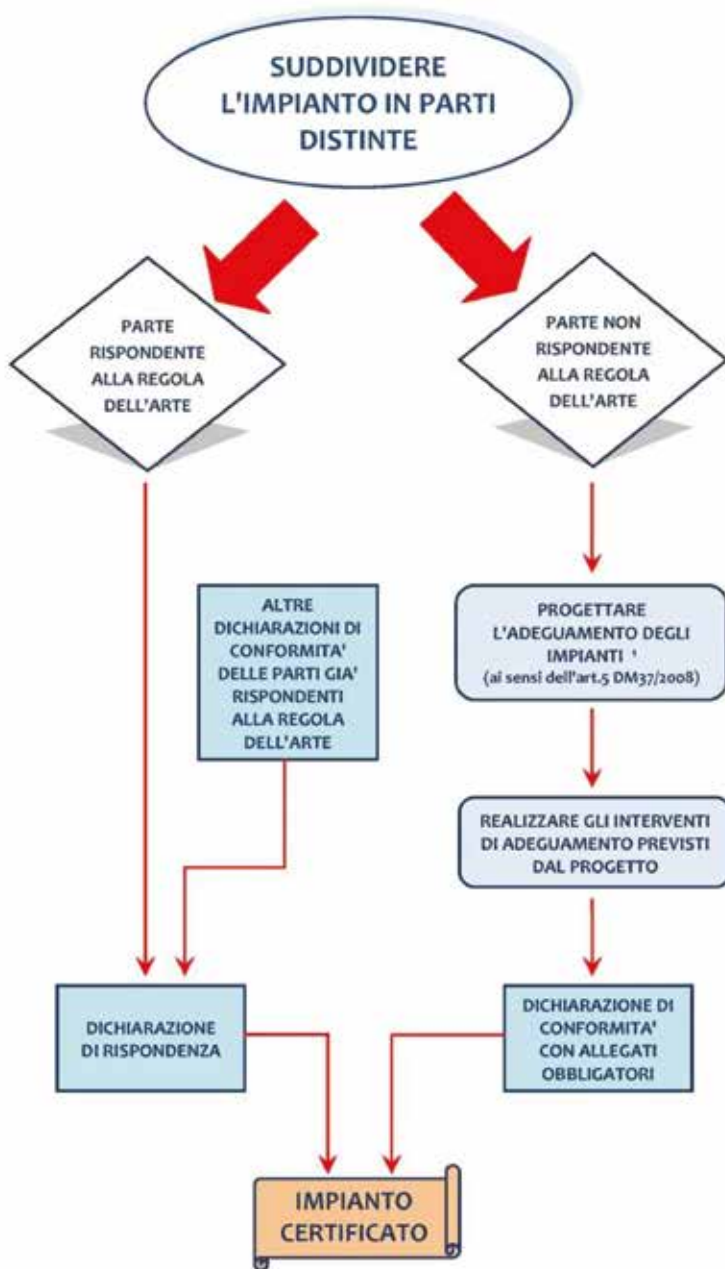 SUDDIVIDERE
L'IMPIANTO IN PARTI
DISTINTE
PARTE
RISPONDENTE
ALLA REGOLA
DELL'ARTE
PARTE NON
RISPONDENTE
ALLA REGOLA
DELL'ARTE
ALTRE
DICHIARAZIONI DI
CONFORMITA'
DELLE PARTI GIA'
RISPONDENTI
ALLA REGOLA
DELL'ARTE
PROGETTARE
L'ADEGUAMENTO DEGLI
IMPIANTI ¹
(ai sensi dell'art.5 DM37/2008)
REALIZZARE GLI INTERVENTI
DI ADEGUAMENTO PREVISTI
DAL PROGETTO
DICHIARAZIONE
DI RISPONDENZA
DICHIARAZIONE DI
CONFORMITA'
CON ALLEGATI
OBBLIGATORI
IMPIANTO
CERTIFICATO